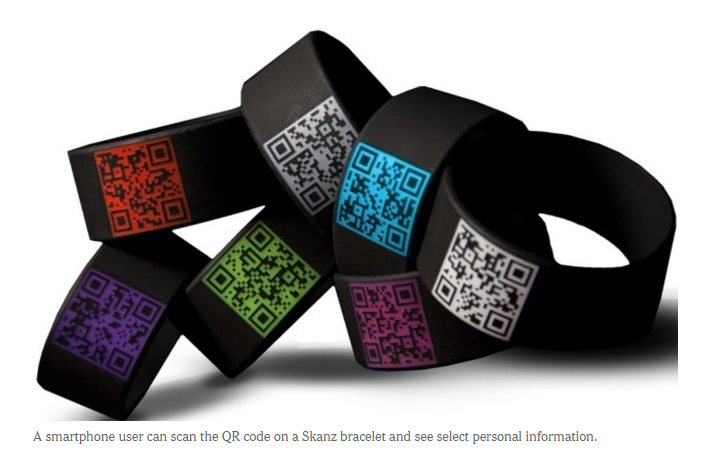 A smartphone user can scan the QR code on a Skanz bracelet and see select personal information.